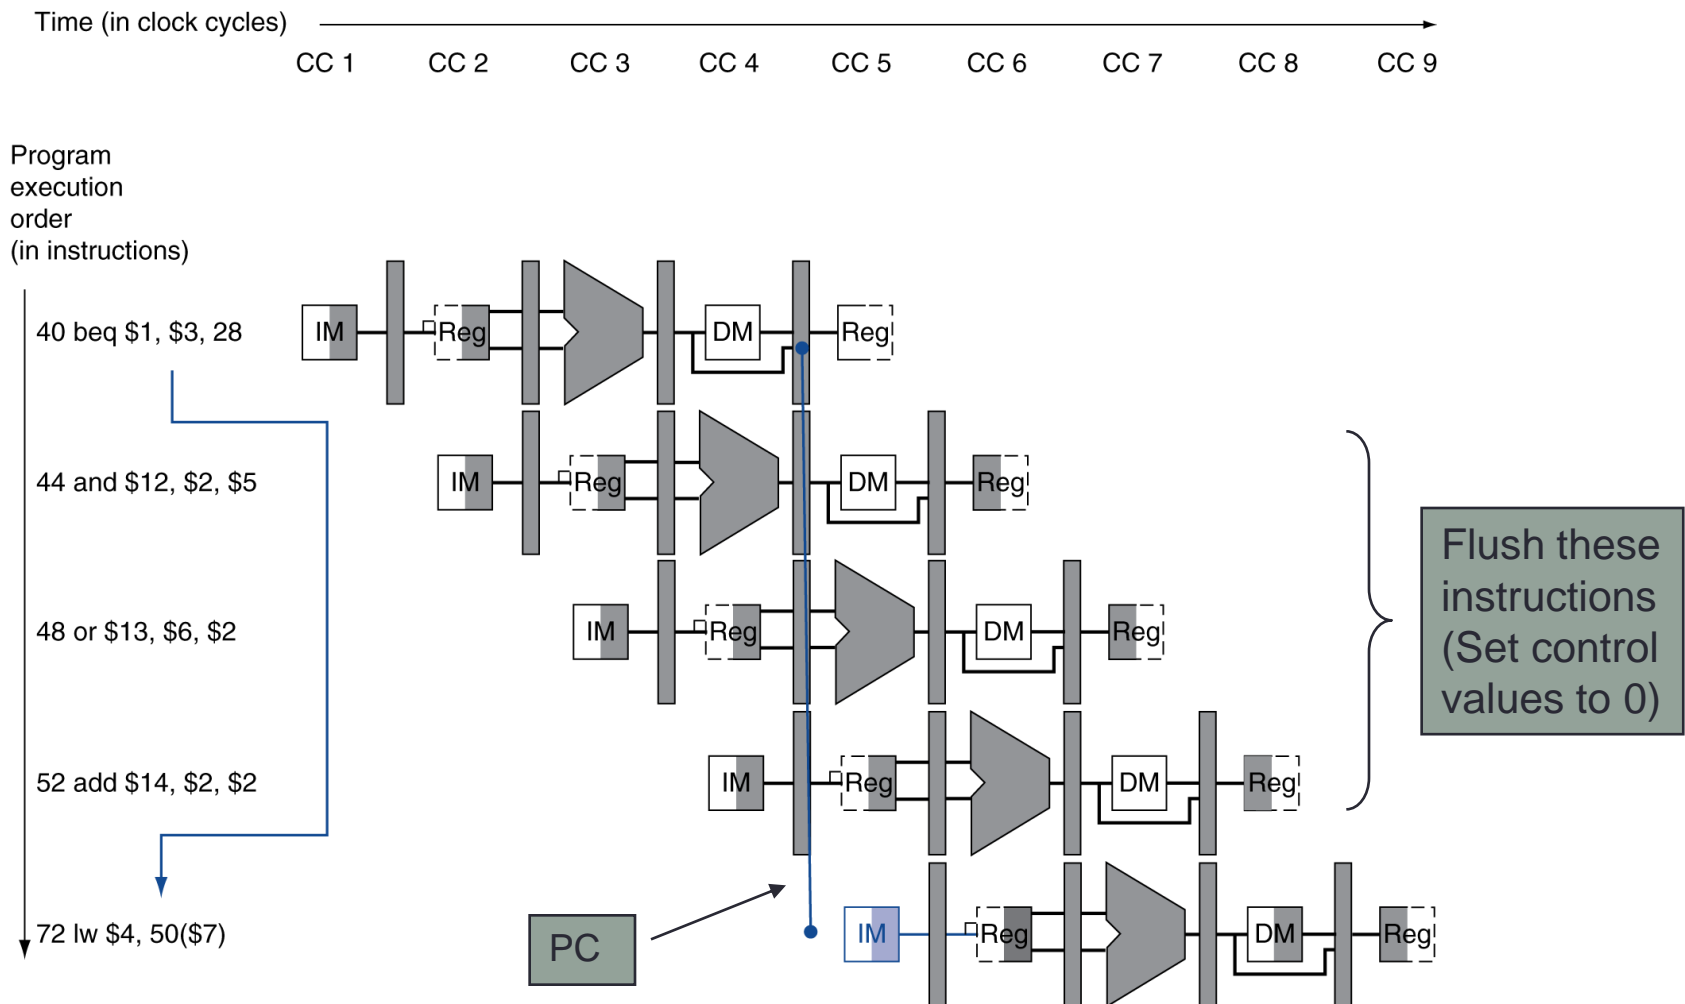 Time (in clock cycles)
CC 1 CC 2 CC 3 CC 4 CC 5 CC 6 CC 7 CC 8 CC 9
Program
execution
order
(in instructions)
40 beq $1, $3, 28
IM Reg DM Reg
44 and $12, $2, $5
IM Reg DM Reg
48 or $13, $6, $2
IM Reg DM Reg
52 add $14, $2, $2
IM Reg DM Reg
72 lw $4, 50($7)
IM Reg DM Reg
PC
Flush these
instructions
(Set control
values to 0)